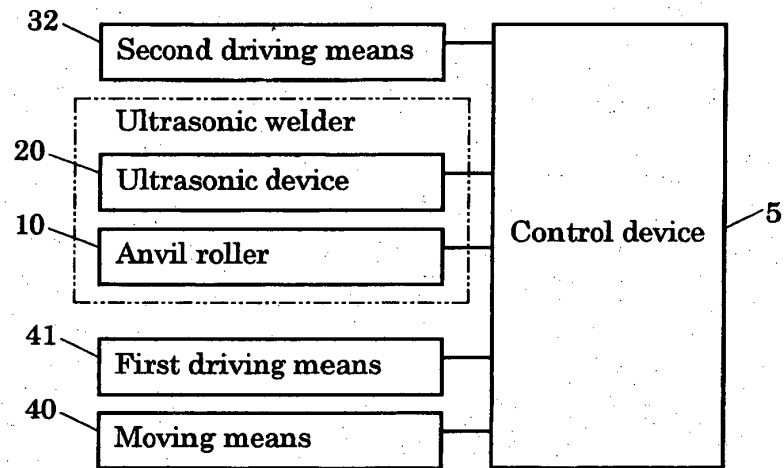 32
Second driving means
Ultrasonic welder
20
Ultrasonic device
10
Anvil roller
Control device
5
41
First driving means
40
Moving means